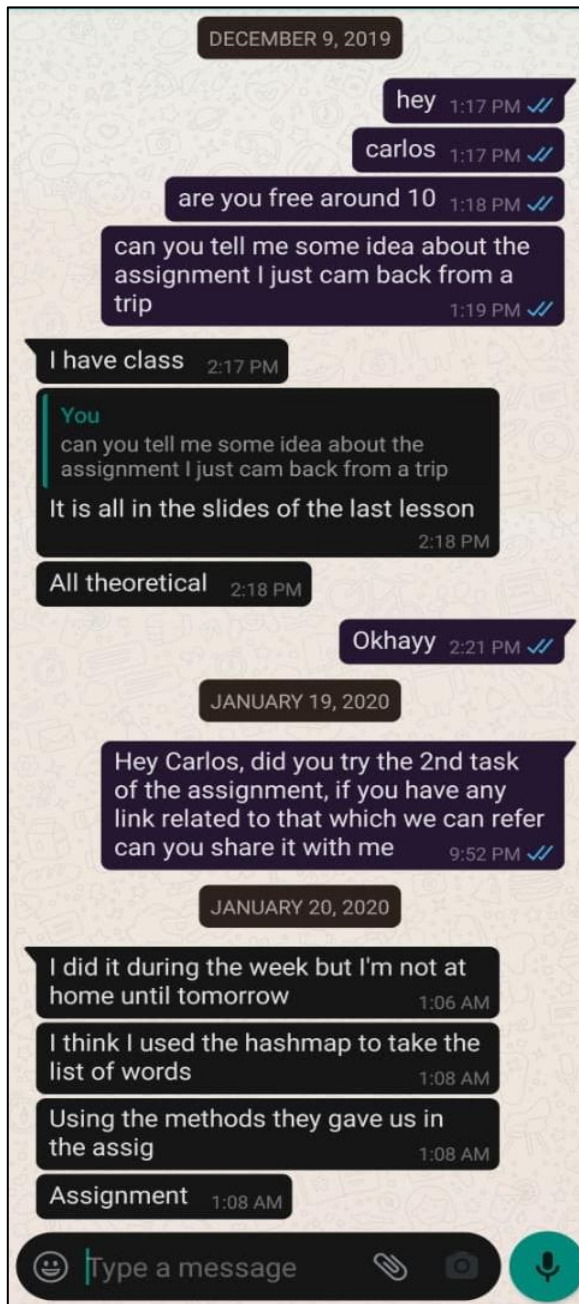 DECEMBER 9, 2019
hey 1:17 PM
carlos 1:17 PM
are you free around 10 1:18 PM
can you tell me some idea about the
assignment I just cam back from a
trip
1:19 PM
I have class 2:17 PM
You
can you tell me some idea about the
assignment I just cam back from a trip
It is all in the slides of the last lesson
2:18 PM
All theoretical 2:18 PM
Okhayy 2:21 PM
JANUARY 19, 2020
Hey Carlos, did you try the 2nd task
of the assignment, if you have any
link related to that which we can refer
can you share it with me 9:52 PM
JANUARY 20, 2020
I did it during the week but I'm not at
home until tomorrow 1:06 AM
I think I used the hashmap to take the
list of words 1:08 AM
Using the methods they gave us in
the assig 1:08 AM
Assignment 1:08 AM
Type a message